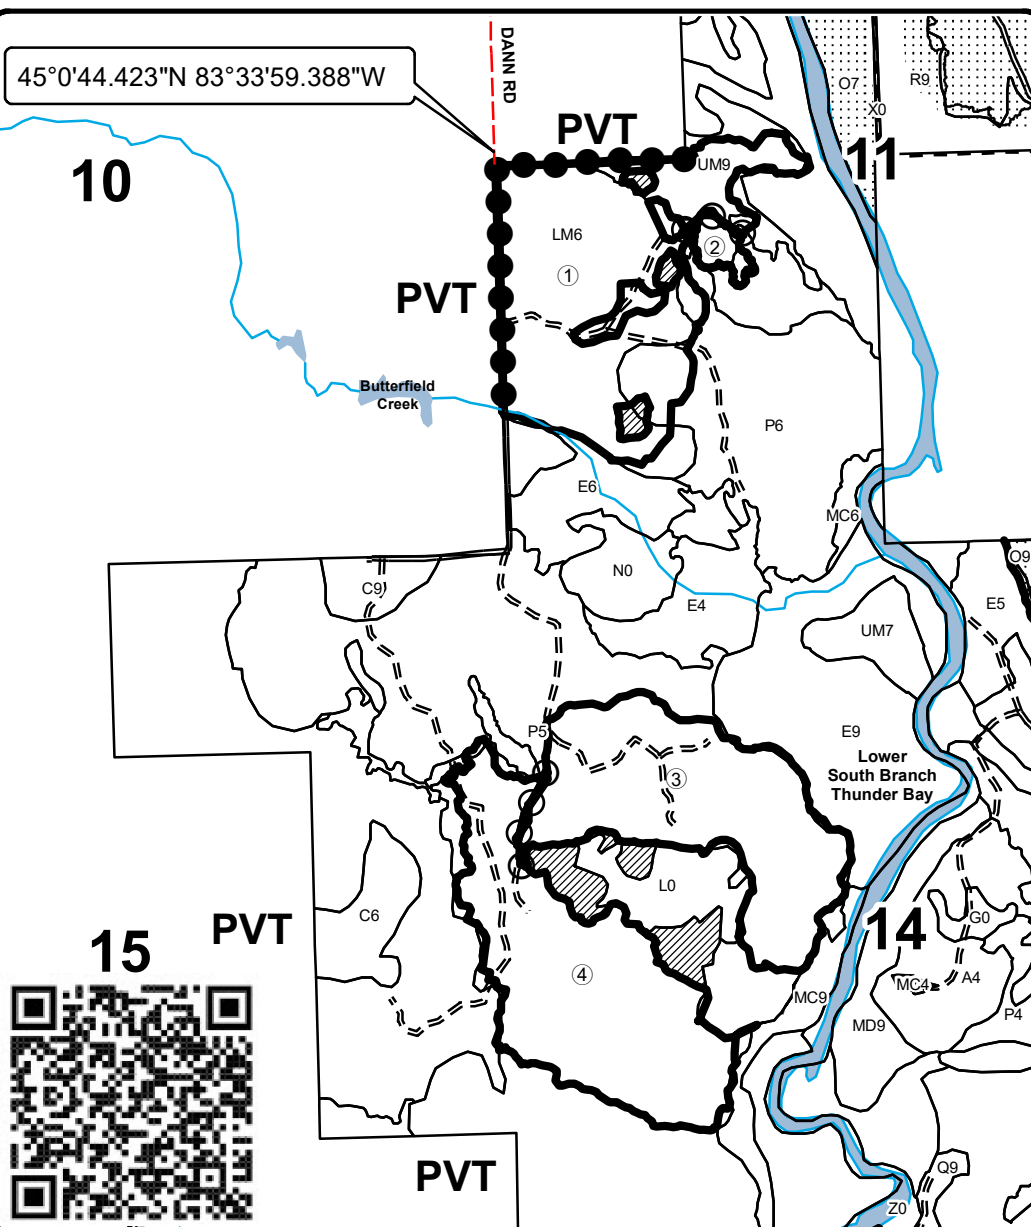 45°0'44.423"N 83°33'59.388"W
DANN RD
PVT
10
11
O7
X0
R9
UM9
LM6
1
2
PVT
Butterfield
Creek
P6
E6
MC6
N0
E4
O9
E5
C9
UM7
P5
E9
Lower
South Branch
Thunder Bay
3
L0
C6
PVT
15
14
G0
4
MC4
A4
MC9
MD9
P4
PVT
Q9
Z0